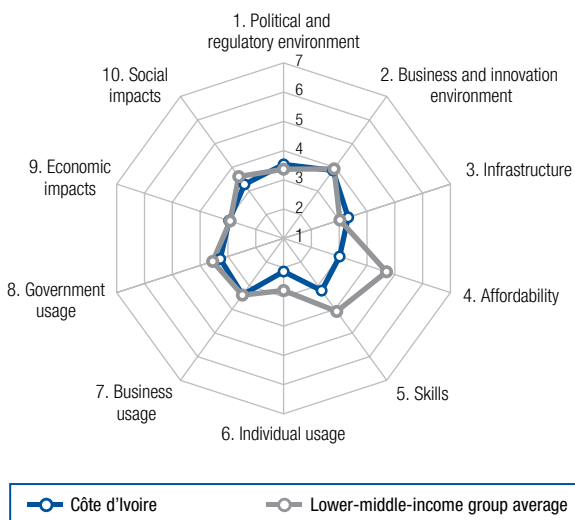 1. Political and
regulatory environment
2. Business and innovation
environment
3. Infrastructure
4. Affordability
5. Skills
6. Individual usage
7. Business
usage
8. Government
usage
9. Economic
impacts
10. Social
impacts
7
6
5
4
3
2
1
Côte d'Ivoire
Lower-middle-income group average